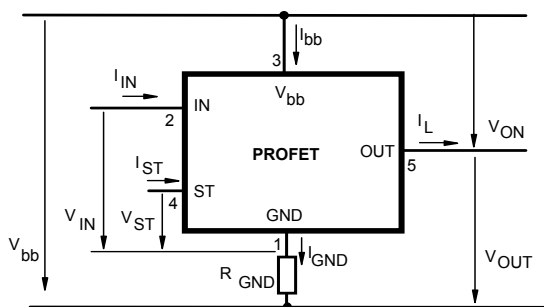 I bb
3
I IN
V bb
IN
2
I L
V ON
PROFET
OUT
I ST
5
ST
4
V IN
V ST
GND
V bb
1
I GND
V OUT
R GND